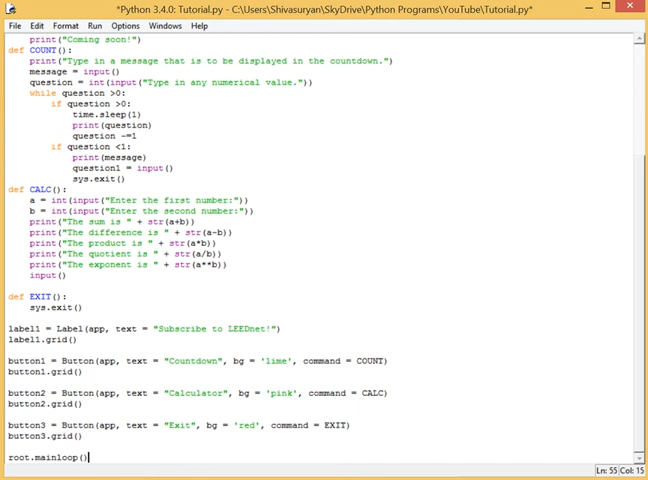 *Python 3.4.0: Tutorial.py - C:\Users\Shivasuryan\SkyDrive\Python Programs\YouTube\Tutorial.py*
File Edit Format Run Options Windows Help
    print("Coming soon!")
def COUNT():
    print("Type in a message that is to be displayed in the countdown.")
    message = input()
    question = int(input("Type in any numerical value."))
    while question >0:
        if question >0:
            time.sleep(1)
            print(question)
            question -=1
        if question <1:
            print(message)
            question1 = input()
            sys.exit()
def CALC():
    a = int(input("Enter the first number:"))
    b = int(input("Enter the second number:"))
    print("The sum is " + str(a+b))
    print("The difference is " + str(a-b))
    print("The product is " + str(a*b))
    print("The quotient is " + str(a/b))
    print("The exponent is " + str(a**b))
    input()
def EXIT():
    sys.exit()
label1 = Label(app, text = "Subscribe to LEEDnet!")
label1.grid()
button1 = Button(app, text = "Countdown", bg = 'lime', command = COUNT)
button1.grid()
button2 = Button(app, text = "Calculator", bg = 'pink', command = CALC)
button2.grid()
button3 = Button(app, text = "Exit", bg = 'red', command = EXIT)
button3.grid()
root.mainloop()
Ln: 55 Col: 15